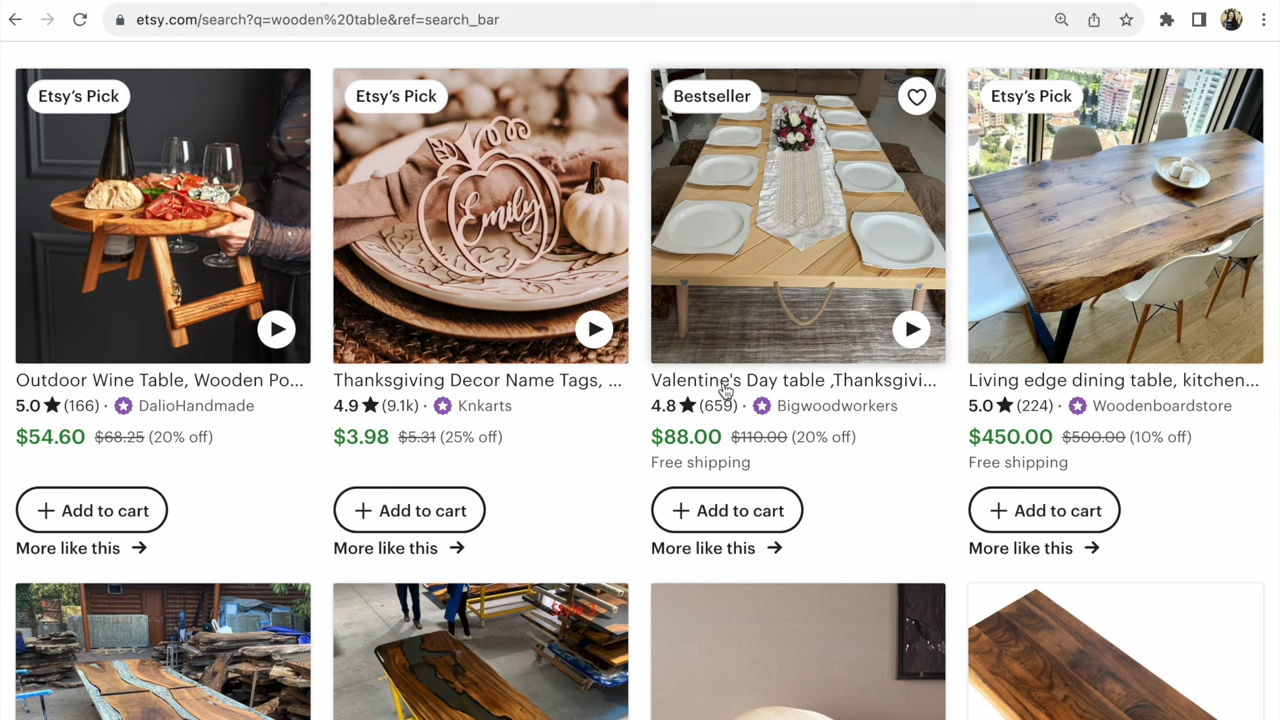 etsy.com/search?q=wooden%20table&ref=search_bar
Etsy's Pick
Etsy's Pick
Bestseller
Etsy's Pick
Emily
Outdoor Wine Table, Wooden Po...
Thanksgiving Decor Name Tags, ...
Valentine's Day table ,Thanksgivi...
Living edge dining table, kitchen...
5.0 ★ (166) · DalioHandmade
4.9 ★ (9.1k) · Knkarts
4.8 ★ (659) · Bigwoodworkers
5.0 ★ (224) · Woodenboardstore
$54.60 $68.25 (20% off)
$3.98 $5.31 (25% off)
$88.00 $110.00 (20% off)
$450.00 $500.00 (10% off)
Free shipping
Free shipping
+ Add to cart
+ Add to cart
+ Add to cart
+ Add to cart
More like this →
More like this →
More like this →
More like this →